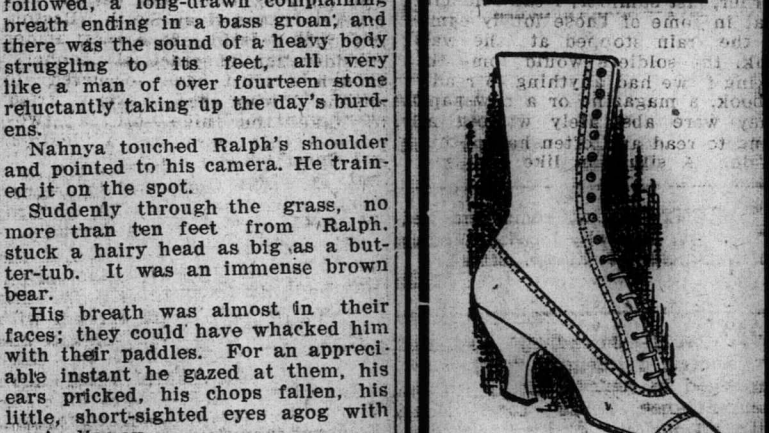 followed, a long-drawn complaining
breath ending in a bass groan; and
there was the sound of a heavy body
struggling to its feet, all very
like a man of over fourteen stone
reluctantly taking up the day's burd-
ens.
Nahnya touched Ralph's shoulder
and pointed to his camera. He train-
ed it on the spot.
Suddenly through the grass, no
more than ten feet from Ralph.
stuck a hairy head as big as a but-
ter-tub. It was an immense brown
bear.
His breath was almost in their
faces; they could have whacked him
with their paddles. For an appreci-
able instant he gazed at them, his
ears pricked, his chops fallen, his
little, short-sighted eyes agog with